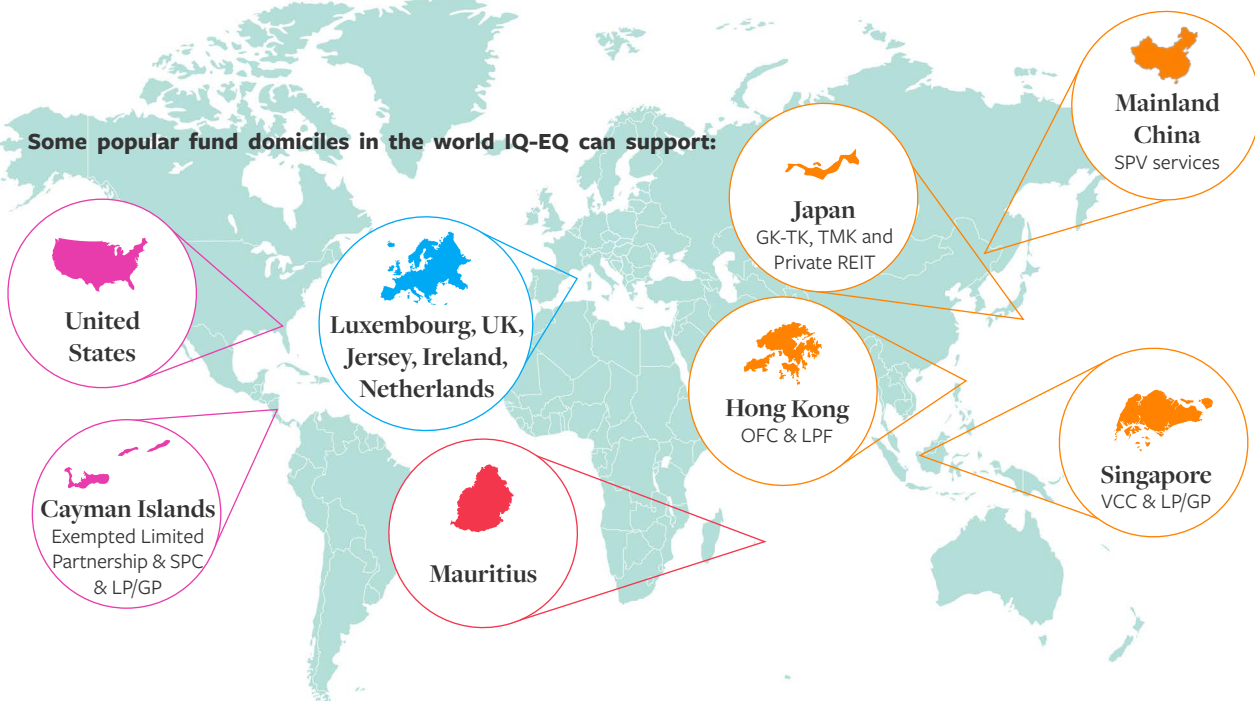 Some popular fund domiciles in the world IQ-EQ can support:
Mainland
China
SPV services
Japan
GK-TK, TMK and
Private REIT
United
States
Luxembourg, UK,
Jersey, Ireland,
Netherlands
Hong Kong
OFC & LPF
Singapore
VCC & LP/GP
Cayman Islands
Exempted Limited
Partnership & SPC
& LP/GP
Mauritius